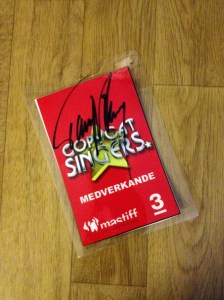 COPYCAT
SINGERS
MEDVERKANDE
mastiff
3